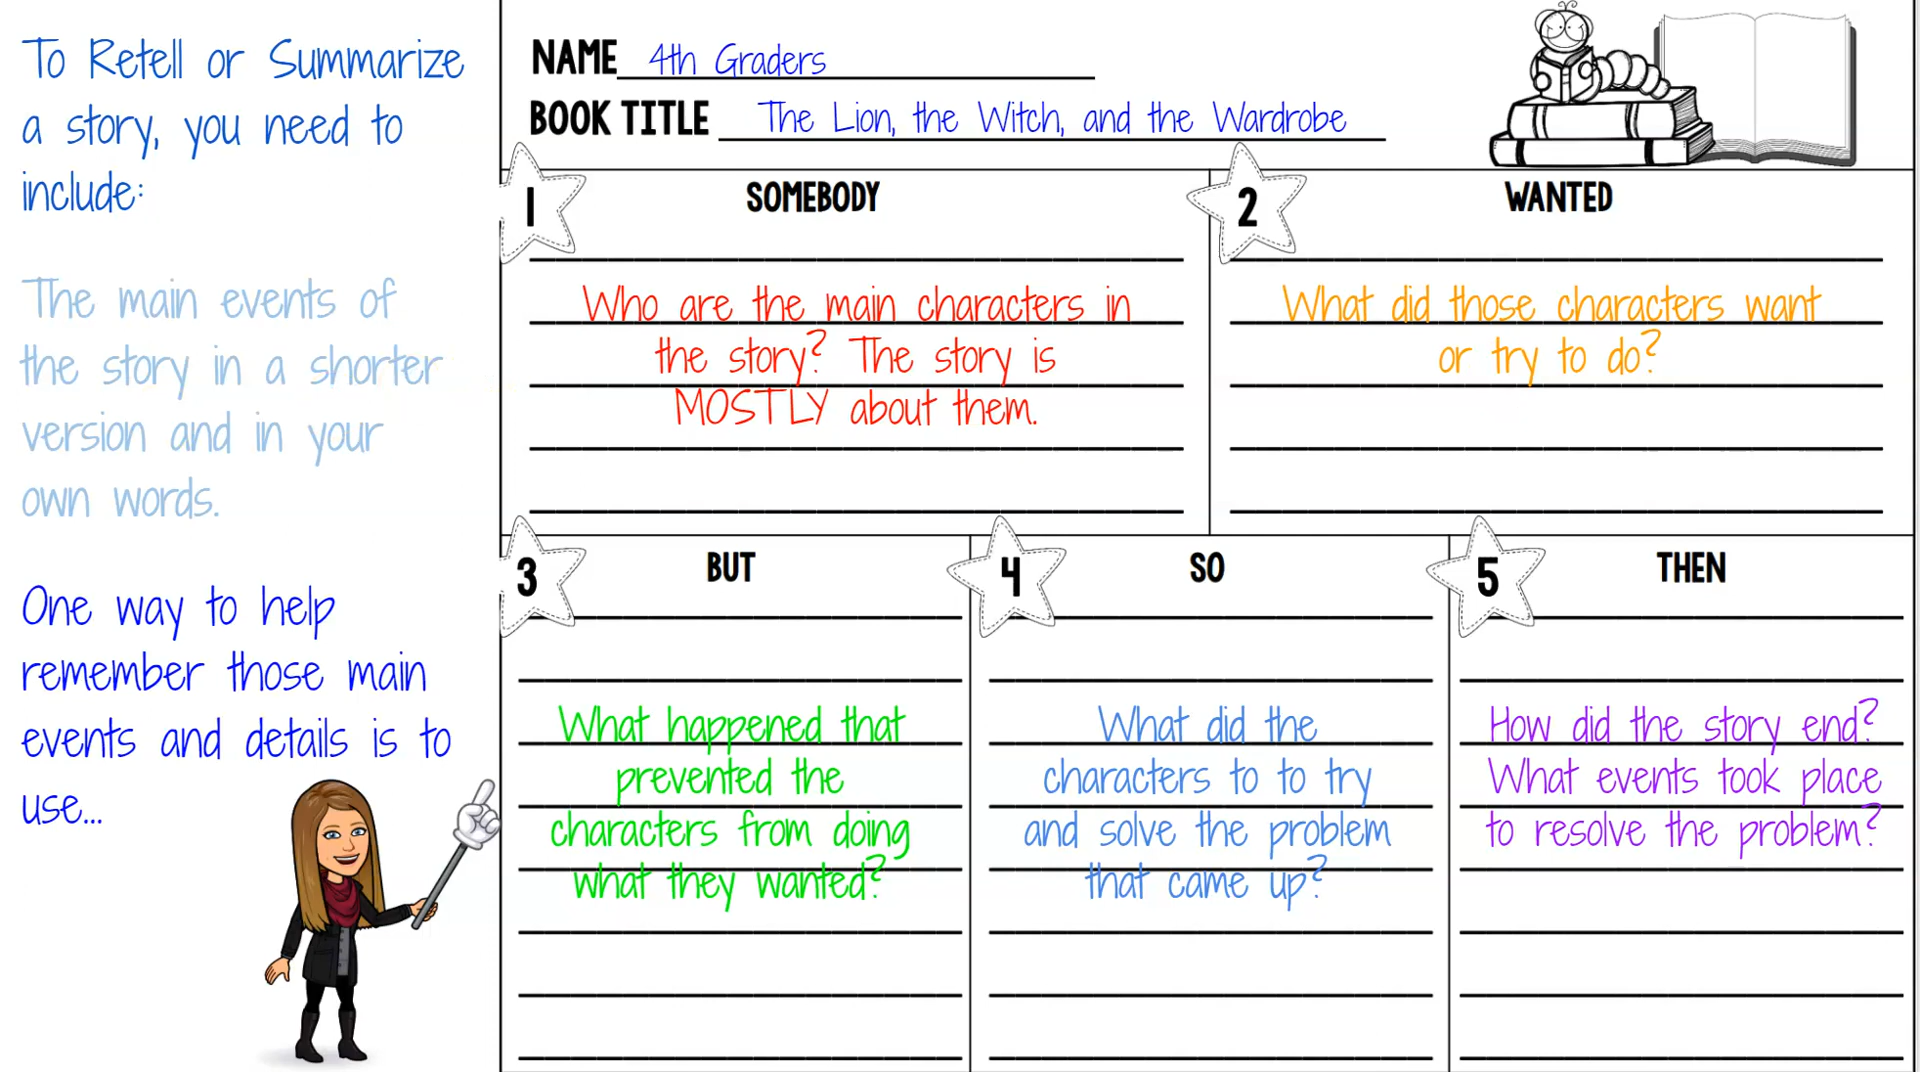 To Retell or Summarize
a story, you need to
include:
The main events of
the story in a shorter
version and in your
own words.
One way to help
remember those main
events and details is to
use...
NAME 4th Graders
BOOK TITLE The Lion, the Witch, and the Wardrobe
1 SOMEBODY
Who are the main characters in
the story? The story is
MOSTLY about them.
2 WANTED
What did those characters want
or try to do?
3 BUT
What happened that
prevented the
characters from doing
what they wanted?
4 SO
What did the
characters to to try
and solve the problem
that came up?
5 THEN
How did the story end?
What events took place
to resolve the problem?